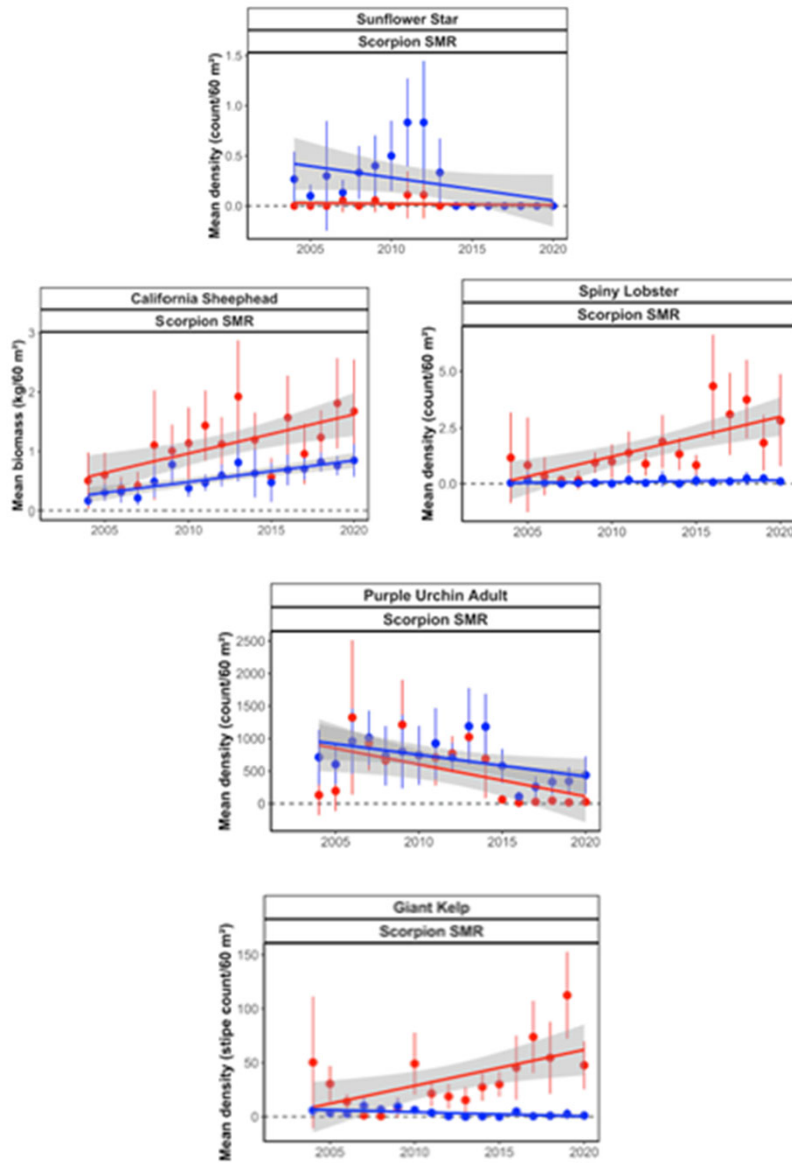 Sunflower Star
Scorpion SMR
Mean density (count/60 m²)
1.5
1.0
0.5
0.0
2005 2010 2015 2020
California Sheephead
Scorpion SMR
Mean biomass (kg/60 m²)
3
2
1
0
2005 2010 2015 2020
Spiny Lobster
Scorpion SMR
Mean density (count/60 m²)
5.0
2.5
0.0
2005 2010 2015 2020
Purple Urchin Adult
Scorpion SMR
Mean density (count/60 m²)
2500
2000
1500
1000
500
0
2005 2010 2015 2020
Giant Kelp
Scorpion SMR
Mean density (stipe count/60 m²)
150
100
50
0
2005 2010 2015 2020